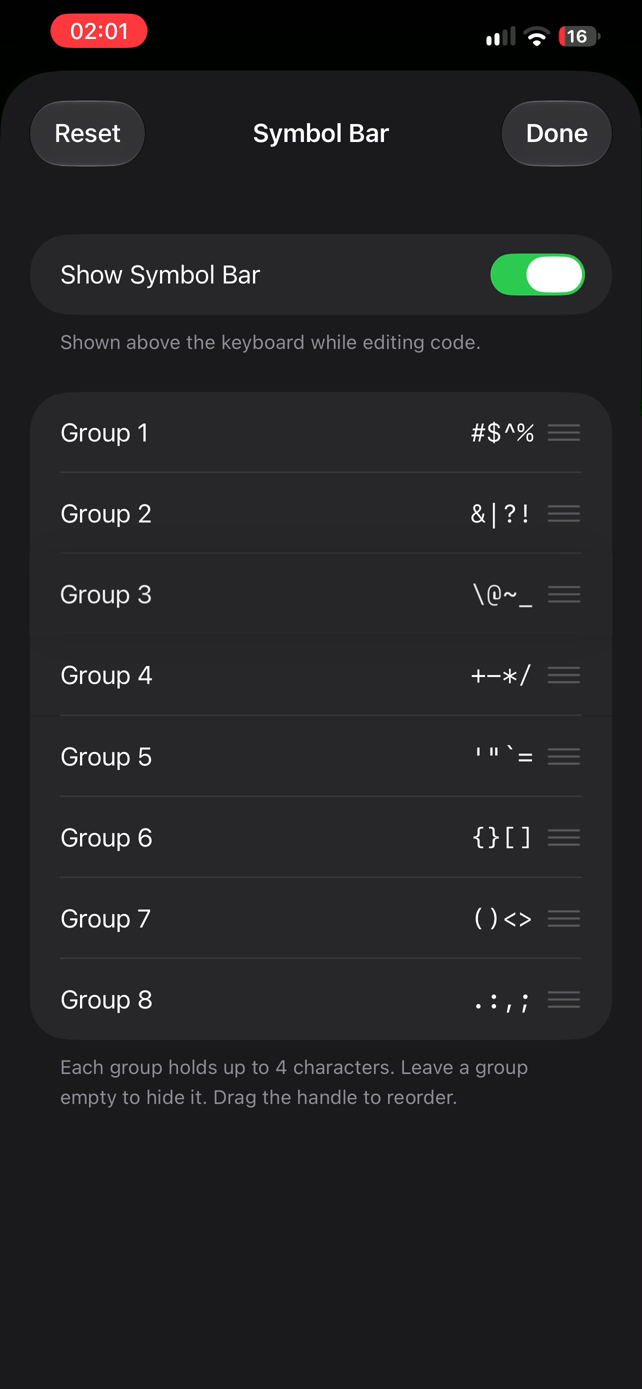 02:01
16
Reset
Symbol Bar
Done
Show Symbol Bar
Shown above the keyboard while editing code.
Group 1 #$^%
Group 2 &|?!
Group 3 \@~_
Group 4 +-*/
Group 5 '"`=
Group 6 {}[]
Group 7 ()<>
Group 8 .:,;
Each group holds up to 4 characters. Leave a group
empty to hide it. Drag the handle to reorder.